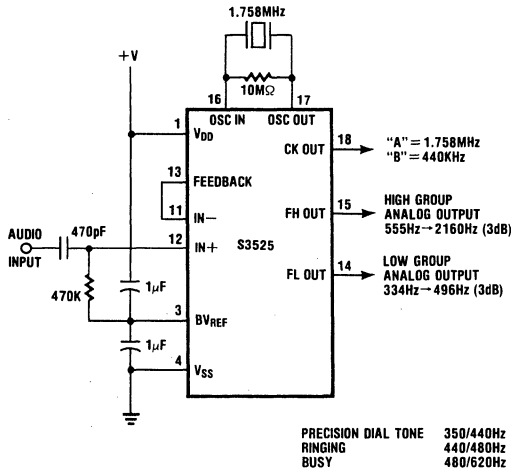 1.758MHz
+V
10MΩ
16
17
OSC IN
OSC OUT
1
VDD
CK OUT
18
"A" = 1.758MHz
"B" = 440KHz
13
FEEDBACK
11
IN−
FH OUT
15
HIGH GROUP
ANALOG OUTPUT
555Hz→2160Hz (3dB)
AUDIO
INPUT
470pF
12
IN+
S3525
470K
1μF
FL OUT
14
LOW GROUP
ANALOG OUTPUT
334Hz→496Hz (3dB)
3
BVREF
1μF
4
VSS
PRECISION DIAL TONE 350/440Hz
RINGING 440/480Hz
BUSY 480/620Hz